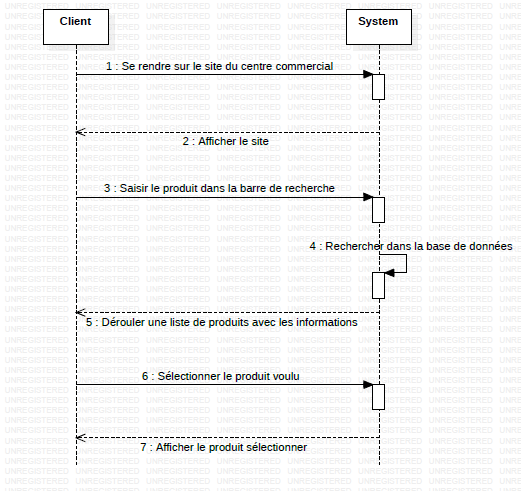 Client
System
1 : Se rendre sur le site du centre commercial
2 : Afficher le site
3 : Saisir le produit dans la barre de recherche
4 : Rechercher dans la base de données
5 : Dérouler une liste de produits avec les informations
6 : Sélectionner le produit voulu
7 : Afficher le produit sélectionner
UNREGISTERED